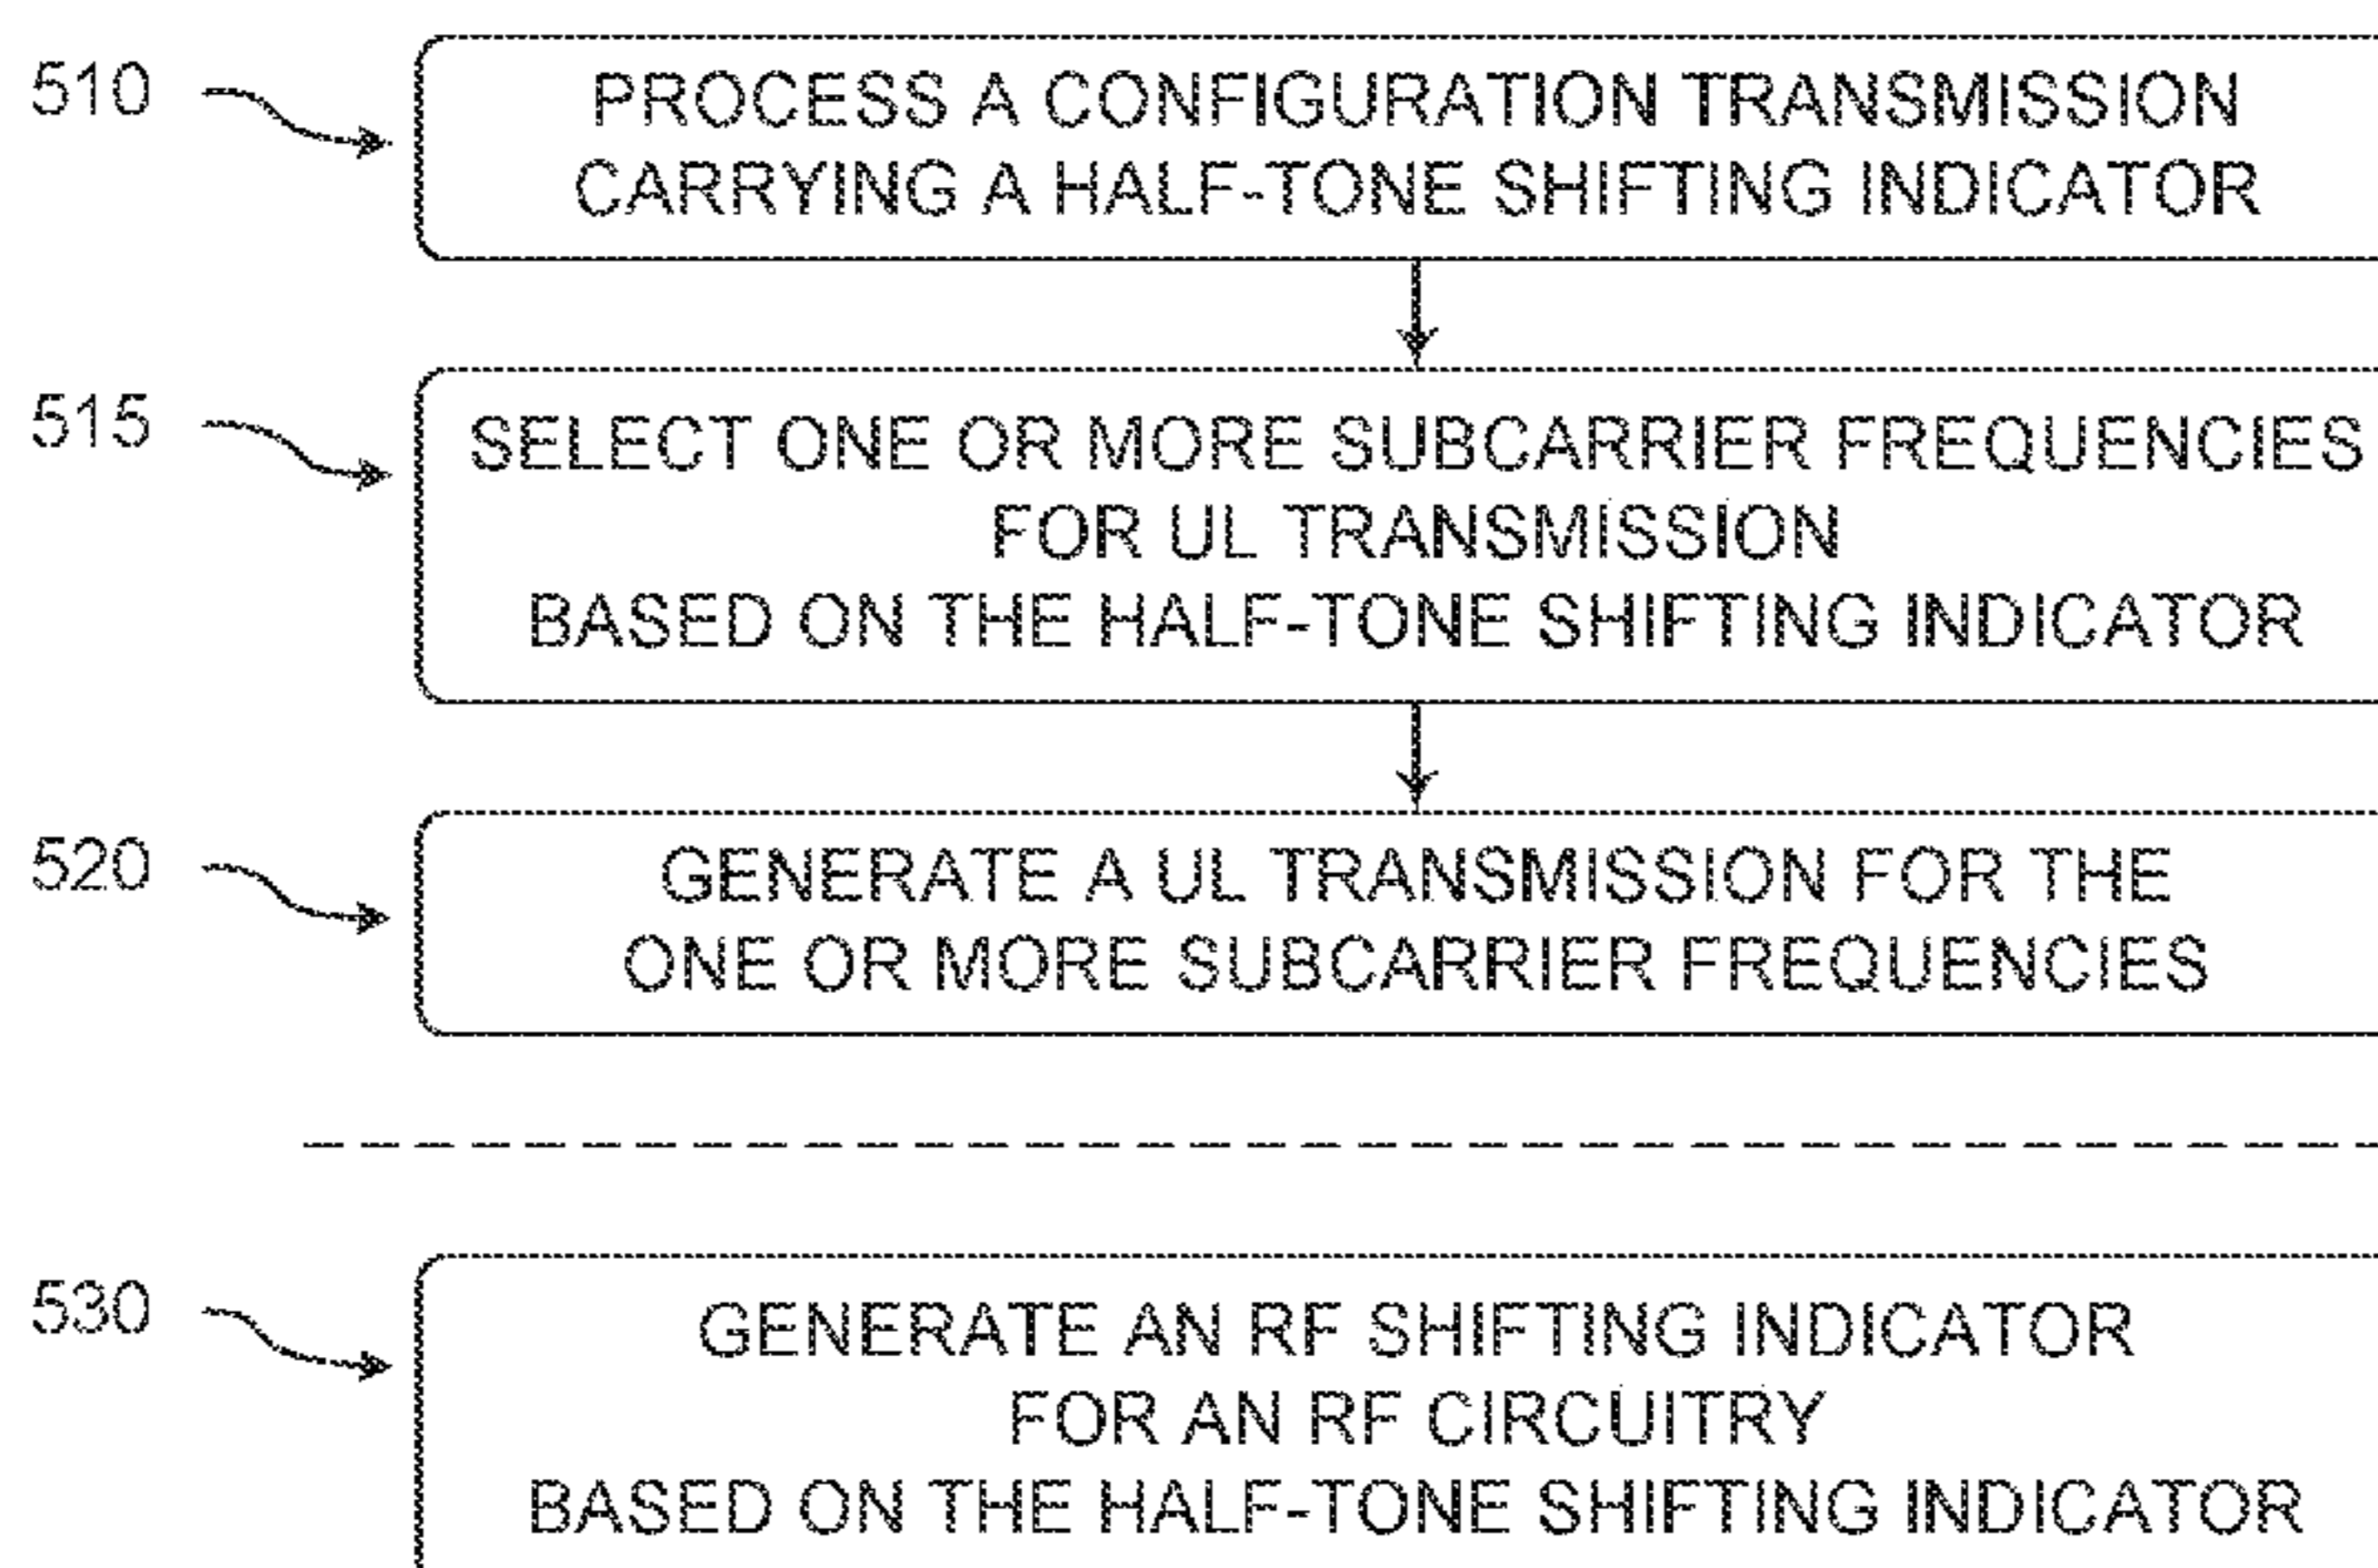 510
PROCESS A CONFIGURATION TRANSMISSION
CARRYING A HALF-TONE SHIFTING INDICATOR
515
SELECT ONE OR MORE SUBCARRIER FREQUENCIES
FOR UL TRANSMISSION
BASED ON THE HALF-TONE SHIFTING INDICATOR
520
GENERATE A UL TRANSMISSION FOR THE
ONE OR MORE SUBCARRIER FREQUENCIES
530
GENERATE AN RF SHIFTING INDICATOR
FOR AN RF CIRCUITRY
BASED ON THE HALF-TONE SHIFTING INDICATOR